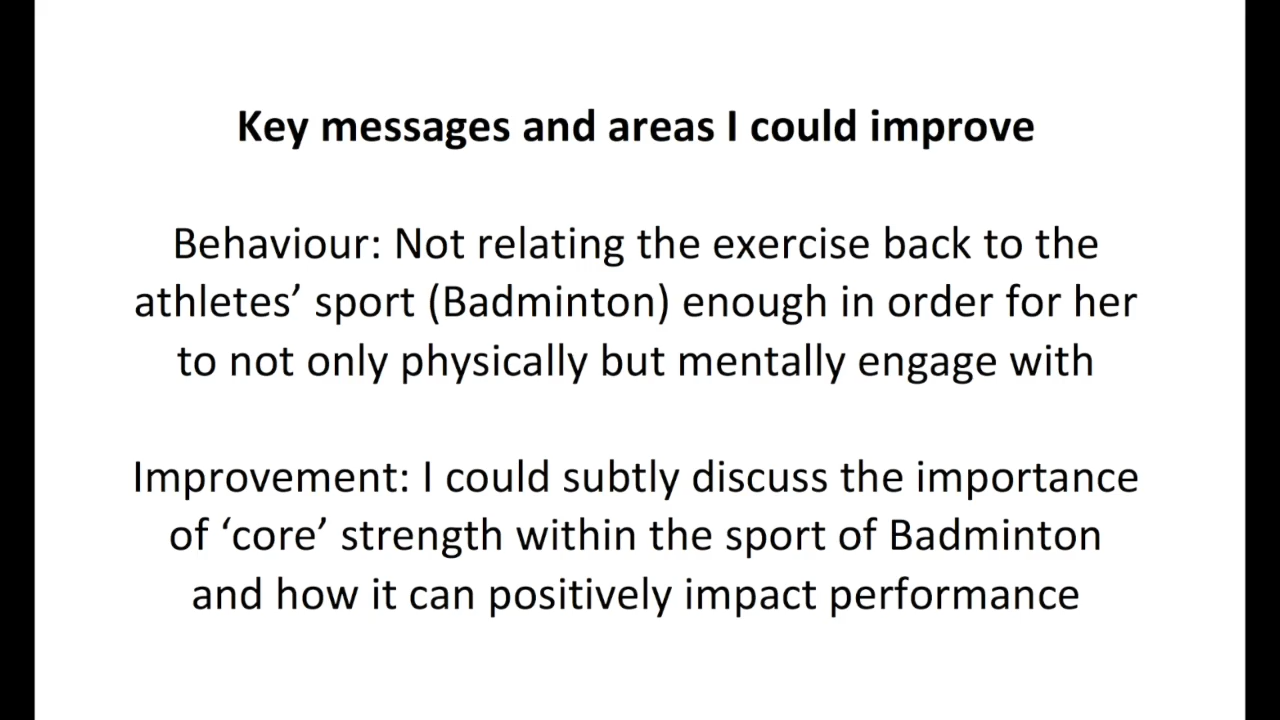 Key messages and areas I could improve
Behaviour: Not relating the exercise back to the
athletes’ sport (Badminton) enough in order for her
to not only physically but mentally engage with
Improvement: I could subtly discuss the importance
of ‘core’ strength within the sport of Badminton
and how it can positively impact performance